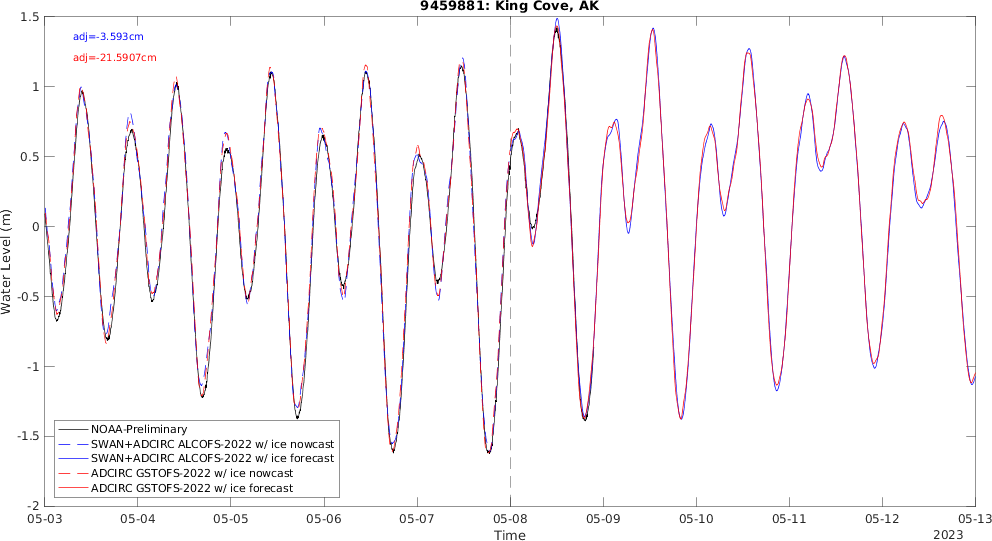 9459881: King Cove, AK
adj=-3.593cm
adj=-21.5907cm
Water Level (m)
1.5
1
0.5
0
-0.5
-1
-1.5
-2
NOAA-Preliminary
SWAN+ADCIRC ALCOFS-2022 w/ ice nowcast
SWAN+ADCIRC ALCOFS-2022 w/ ice forecast
ADCIRC GSTOFS-2022 w/ ice nowcast
ADCIRC GSTOFS-2022 w/ ice forecast
05-03 05-04 05-05 05-06 05-07 05-08 05-09 05-10 05-11 05-12 05-13
Time
2023